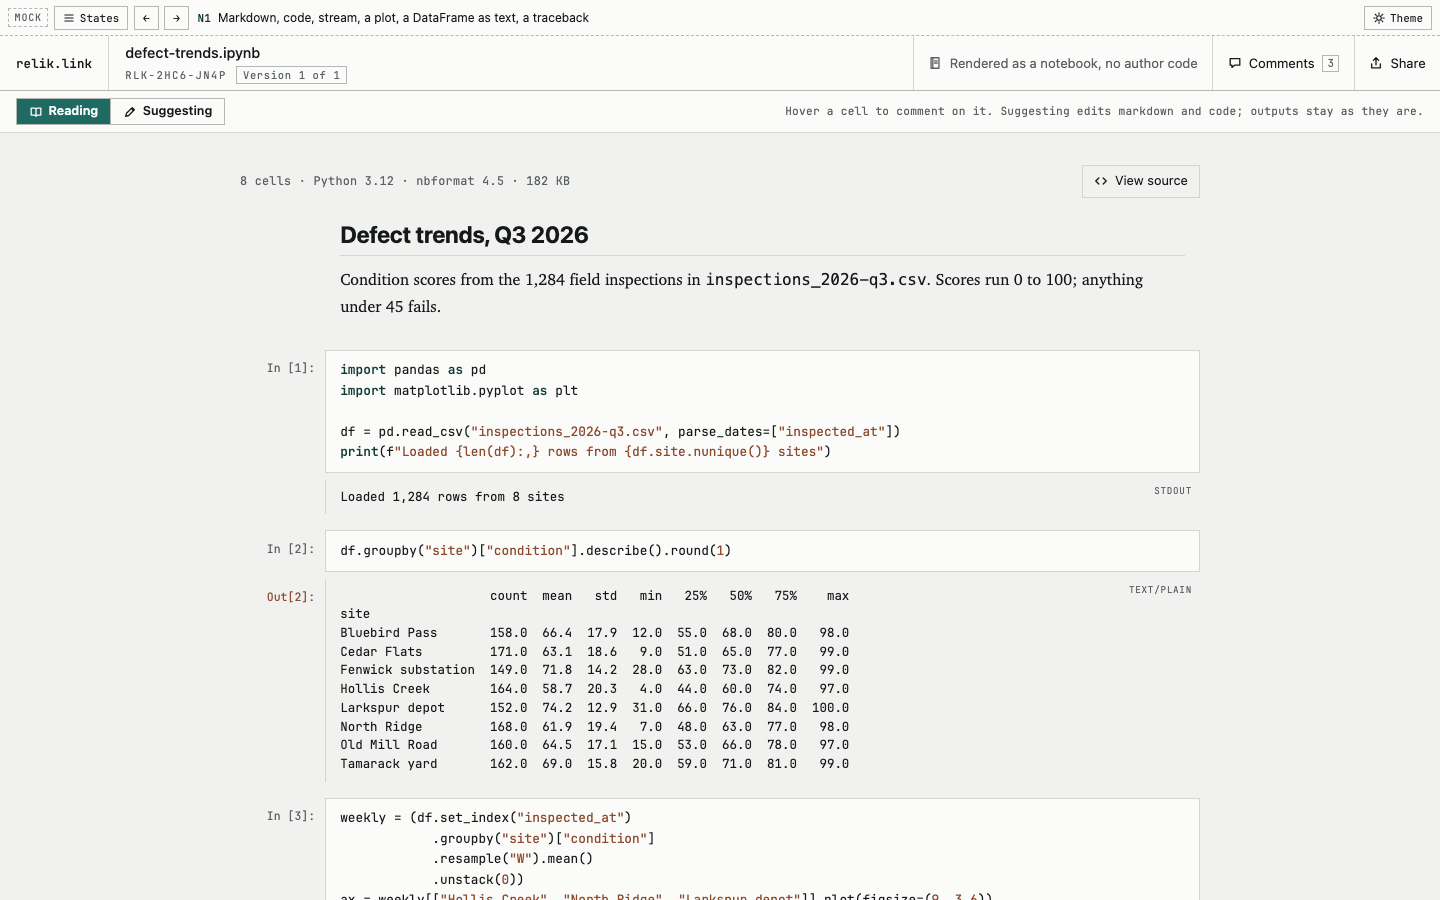 MOCK States ← → N1 Markdown, code, stream, a plot, a DataFrame as text, a traceback Theme
relik.link
defect-trends.ipynb
RLK-2HC6-JN4P Version 1 of 1
Rendered as a notebook, no author code Comments 3 Share
Reading Suggesting Hover a cell to comment on it. Suggesting edits markdown and code; outputs stay as they are.
8 cells · Python 3.12 · nbformat 4.5 · 182 KB View source
Defect trends, Q3 2026
Condition scores from the 1,284 field inspections in inspections_2026-q3.csv. Scores run 0 to 100; anything
under 45 fails.
In [1]: import pandas as pd
import matplotlib.pyplot as plt
df = pd.read_csv("inspections_2026-q3.csv", parse_dates=["inspected_at"])
print(f"Loaded {len(df):,} rows from {df.site.nunique()} sites")
Loaded 1,284 rows from 8 sites STDOUT
In [2]: df.groupby("site")["condition"].describe().round(1)
Out[2]: count mean std min 25% 50% 75% max TEXT/PLAIN
site
Bluebird Pass 158.0 66.4 17.9 12.0 55.0 68.0 80.0 98.0
Cedar Flats 171.0 63.1 18.6 9.0 51.0 65.0 77.0 99.0
Fenwick substation 149.0 71.8 14.2 28.0 63.0 73.0 82.0 99.0
Hollis Creek 164.0 58.7 20.3 4.0 44.0 60.0 74.0 97.0
Larkspur depot 152.0 74.2 12.9 31.0 66.0 76.0 84.0 100.0
North Ridge 168.0 61.9 19.4 7.0 48.0 63.0 77.0 98.0
Old Mill Road 160.0 64.5 17.1 15.0 53.0 66.0 78.0 97.0
Tamarack yard 162.0 69.0 15.8 20.0 59.0 71.0 81.0 99.0
In [3]: weekly = (df.set_index("inspected_at")
.groupby("site")["condition"]
.resample("W").mean()
.unstack(0))
ax = weekly[["Hollis Creek", "North Ridge", "Larkspur depot"]].plot(figsize=(9, 3.6))